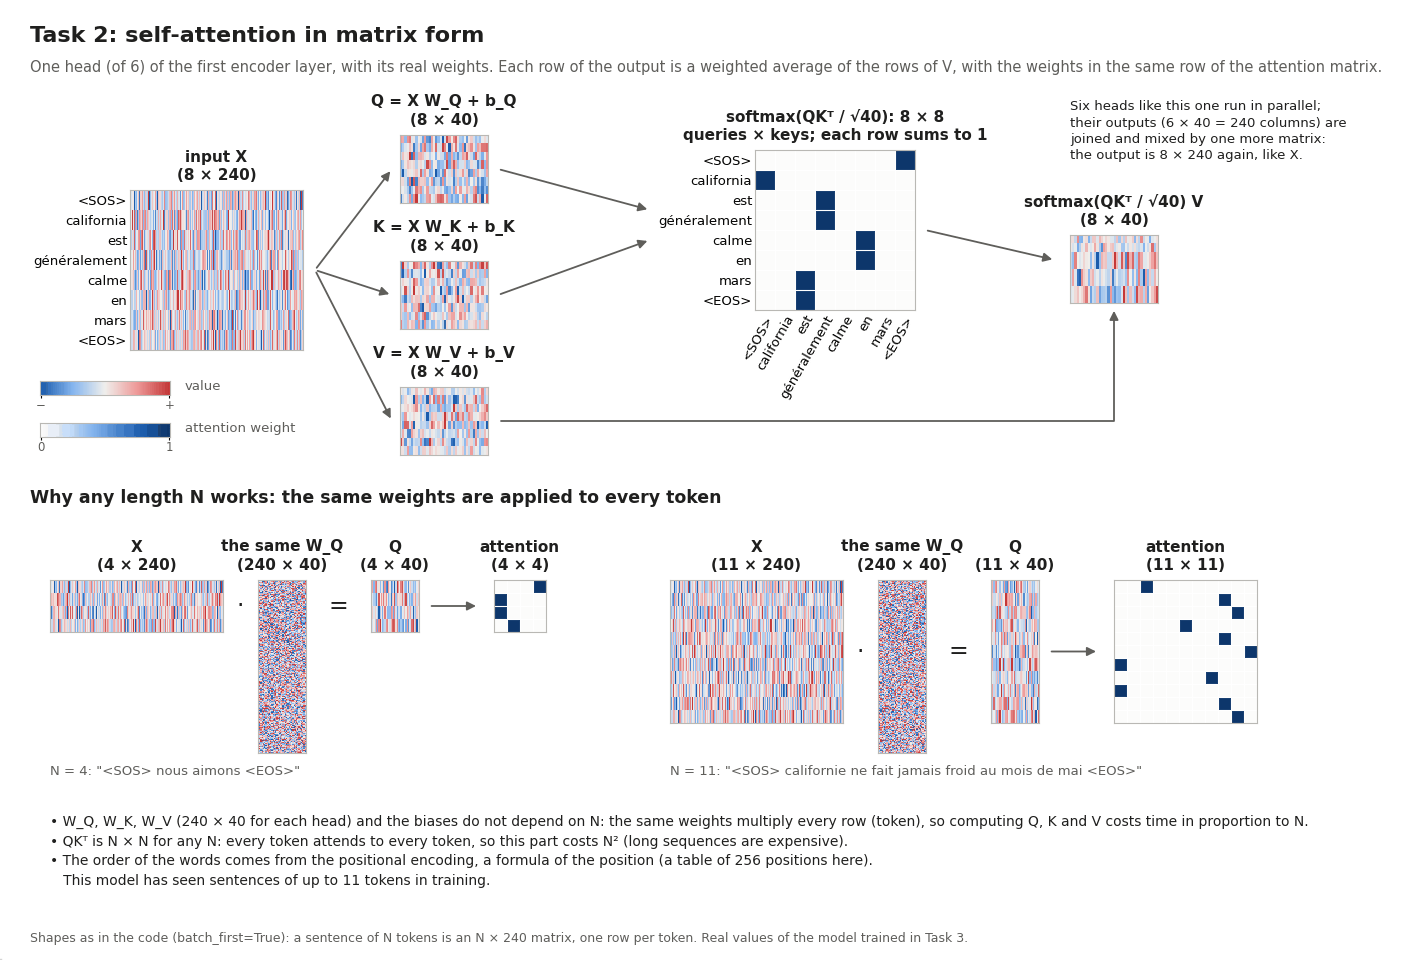 Task 2: self-attention in matrix form
One head (of 6) of the first encoder layer, with its real weights. Each row of the output is a weighted average of the rows of V, with the weights in the same row of the attention matrix.
input X
(8 × 240)
<SOS>
california
est
généralement
calme
en
mars
<EOS>
value
− +
attention weight
0 1
Q = X W_Q + b_Q
(8 × 40)
K = X W_K + b_K
(8 × 40)
V = X W_V + b_V
(8 × 40)
softmax(QKᵀ / √40): 8 × 8
queries × keys; each row sums to 1
<SOS>
california
est
généralement
calme
en
mars
<EOS>
<SOS>
california
est
généralement
calme
en
mars
<EOS>
Six heads like this one run in parallel;
their outputs (6 × 40 = 240 columns) are
joined and mixed by one more matrix:
the output is 8 × 240 again, like X.
softmax(QKᵀ / √40) V
(8 × 40)
Why any length N works: the same weights are applied to every token
X
(4 × 240)
·
the same W_Q
(240 × 40)
=
Q
(4 × 40)
attention
(4 × 4)
N = 4: "<SOS> nous aimons <EOS>"
X
(11 × 240)
·
the same W_Q
(240 × 40)
=
Q
(11 × 40)
attention
(11 × 11)
N = 11: "<SOS> californie ne fait jamais froid au mois de mai <EOS>"
• W_Q, W_K, W_V (240 × 40 for each head) and the biases do not depend on N: the same weights multiply every row (token), so computing Q, K and V costs time in proportion to N.
• QKᵀ is N × N for any N: every token attends to every token, so this part costs N² (long sequences are expensive).
• The order of the words comes from the positional encoding, a formula of the position (a table of 256 positions here).
This model has seen sentences of up to 11 tokens in training.
Shapes as in the code (batch_first=True): a sentence of N tokens is an N × 240 matrix, one row per token. Real values of the model trained in Task 3.